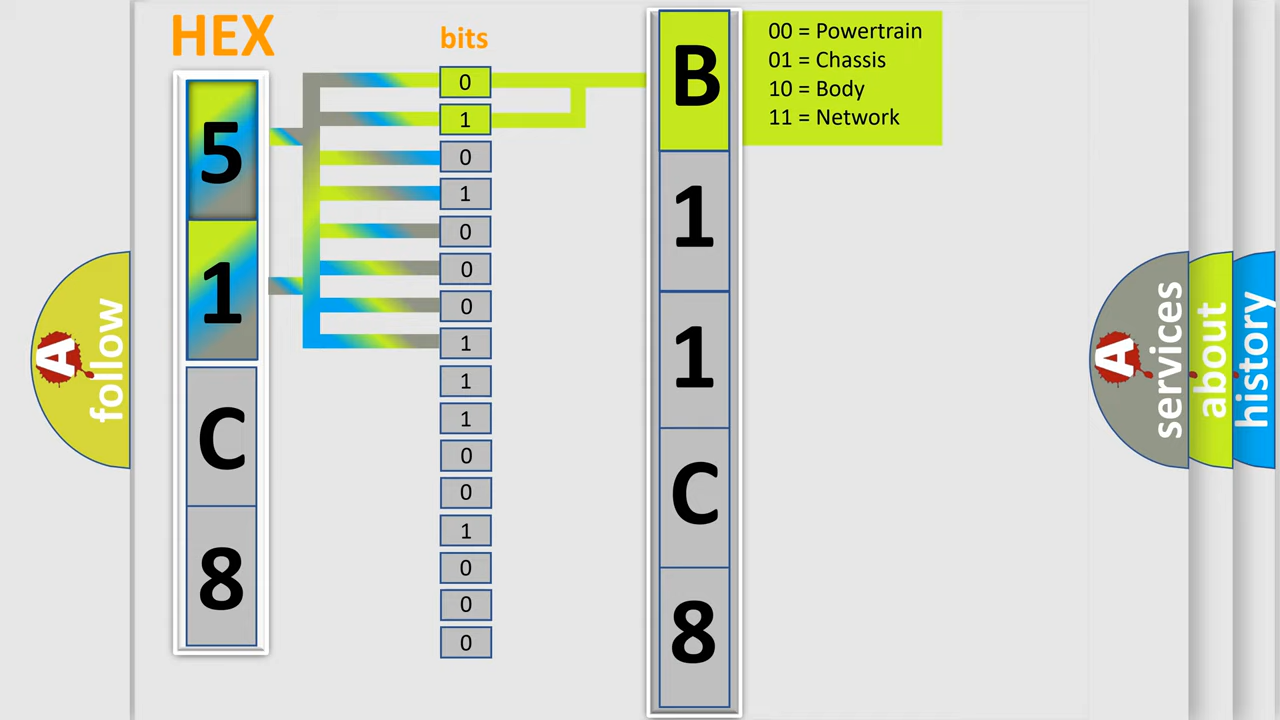 HEX
bits
5
1
C
8
0
1
0
1
0
0
0
1
1
1
0
0
1
0
0
0
B
1
1
C
8
00 = Powertrain
01 = Chassis
10 = Body
11 = Network
A
follow
A
services
about
history